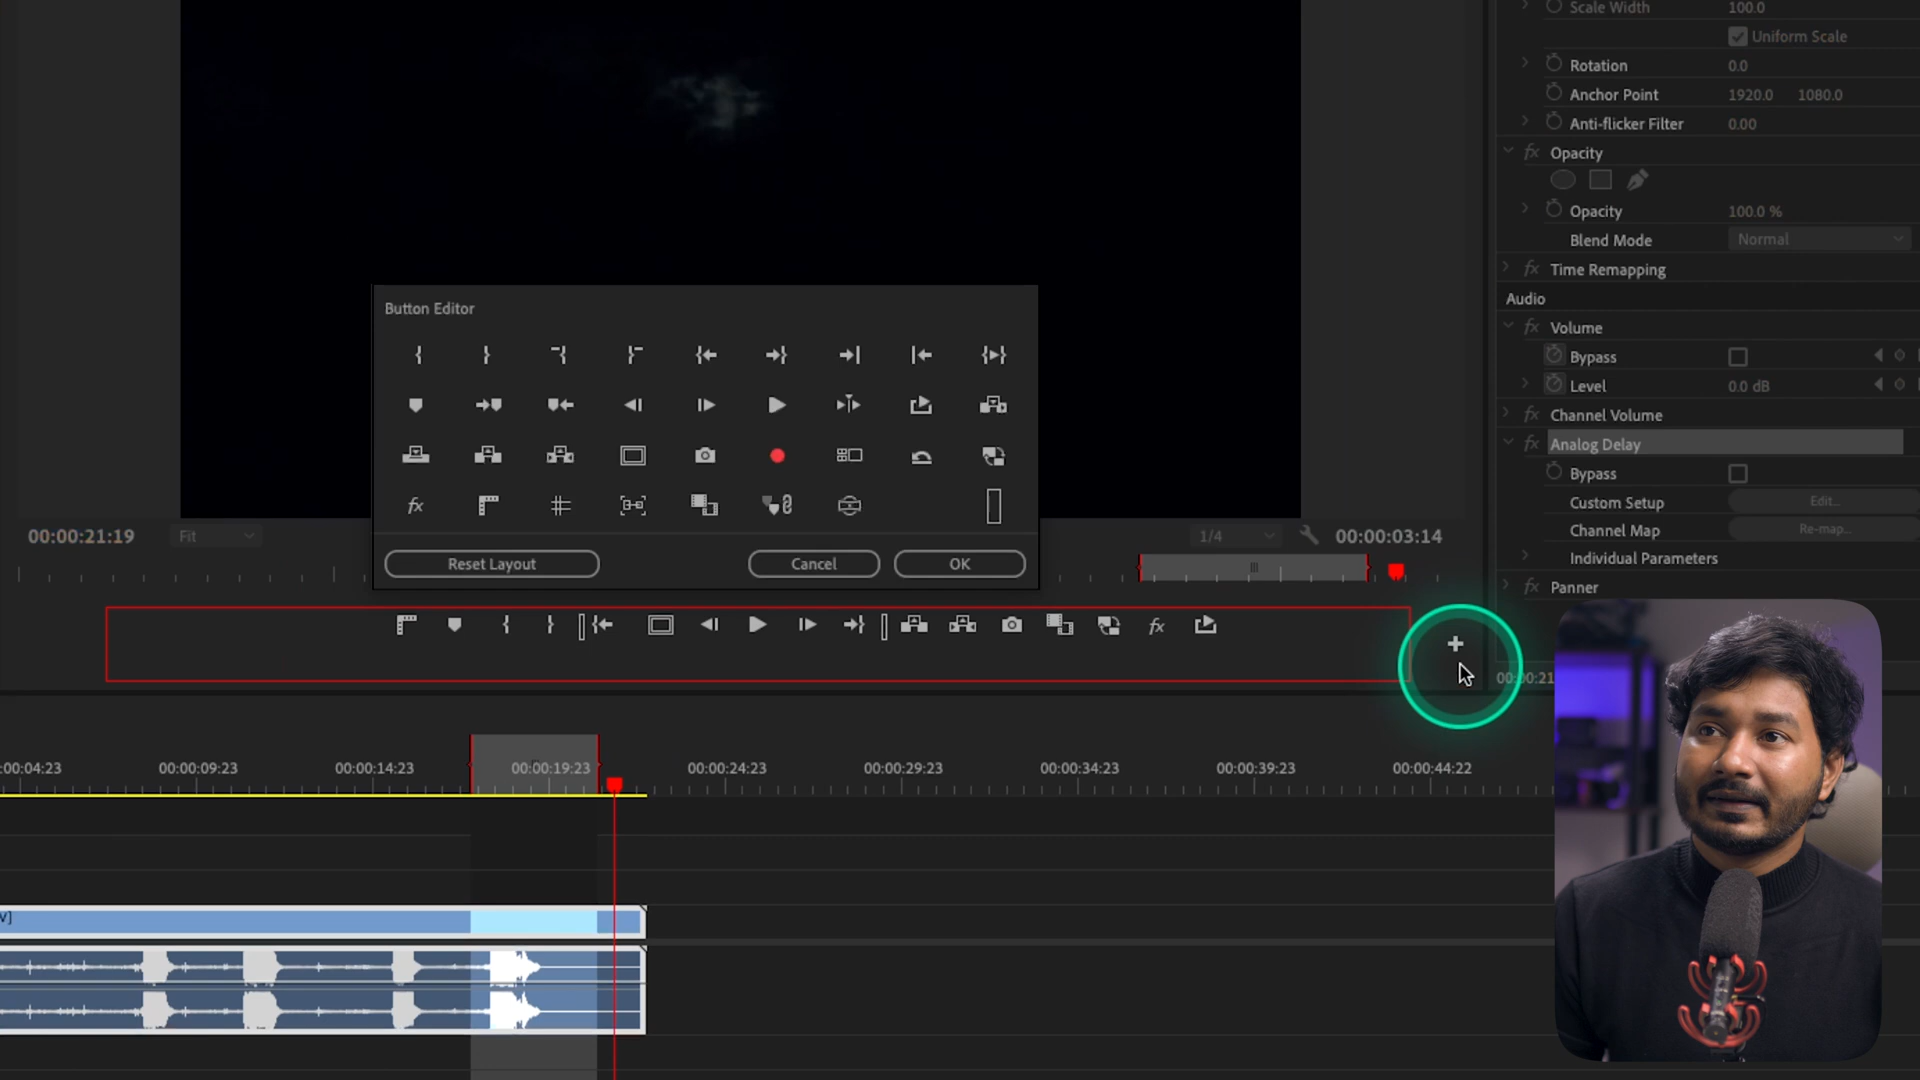 Scale Width 100.0
Uniform Scale
Rotation 0.0
Anchor Point 1920.0 1080.0
Anti-flicker Filter 0.00
fx Opacity
Opacity 100.0 %
Blend Mode Normal
fx Time Remapping
Audio
fx Volume
Bypass
Level 0.0 dB
fx Channel Volume
fx Analog Delay
Bypass
Custom Setup Edit...
Channel Map Re-map...
Individual Parameters
fx Panner
Button Editor
fx
Reset Layout Cancel OK
00:00:21:19 Fit 1/4 00:00:03:14
fx
00:00:21
:00:04:23 00:00:09:23 00:00:14:23 00:00:19:23 00:00:24:23 00:00:29:23 00:00:34:23 00:00:39:23 00:00:44:22
V]